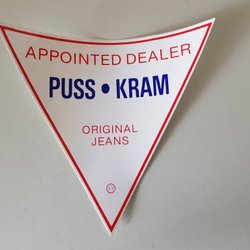 APPOINTED DEALER
PUSS • KRAM
ORIGINAL
JEANS